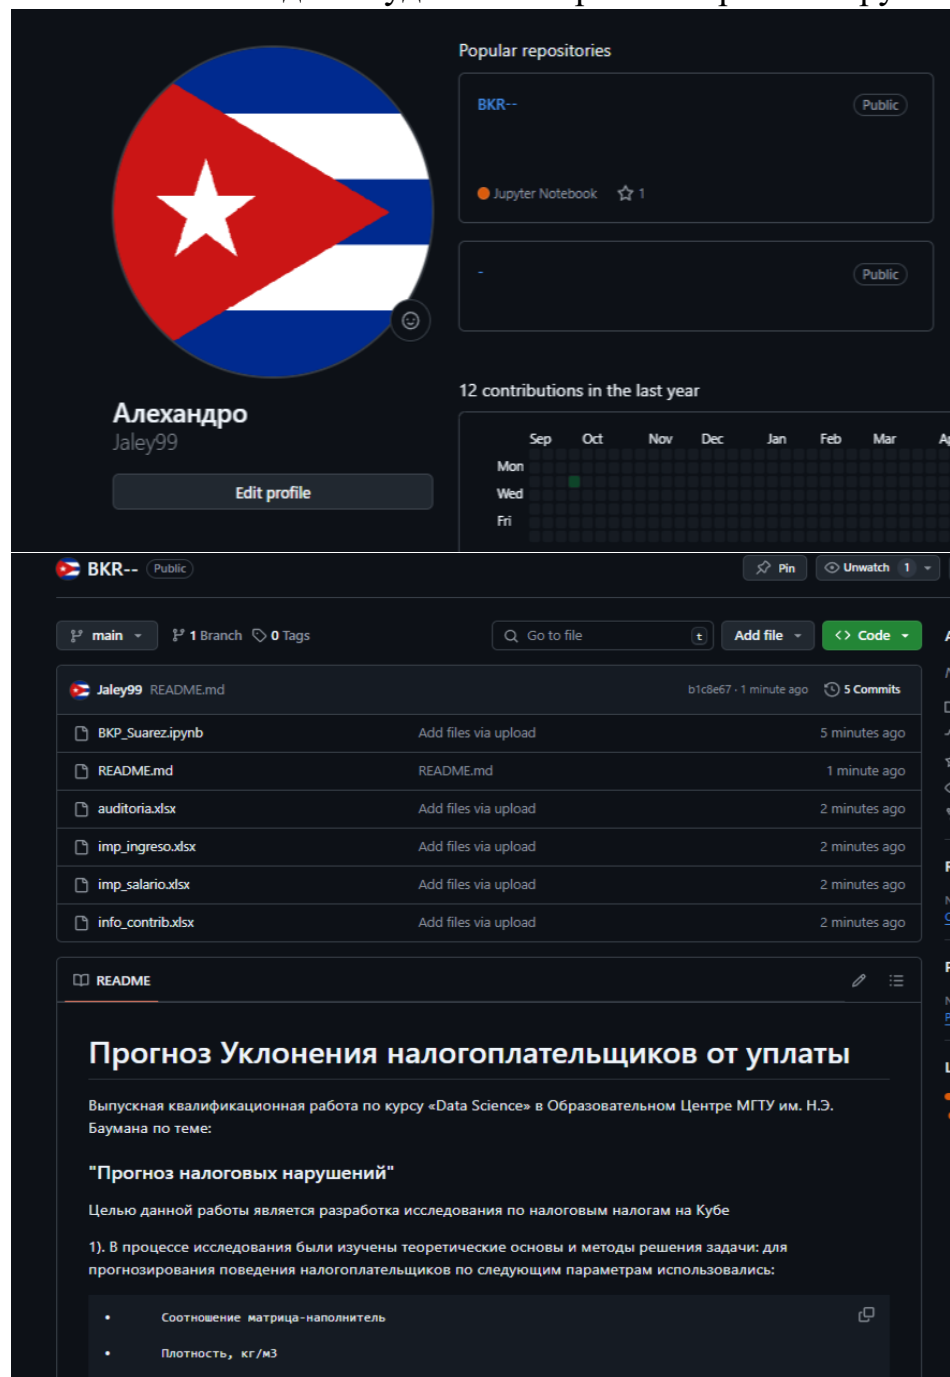 Popular repositories
BKR--
Public
Jupyter Notebook 1
-
Public
12 contributions in the last year
Алехандро
Jaley99
Edit profile
Sep Oct Nov Dec Jan Feb Mar
Mon
Wed
Fri
BKR-- Public
Pin Unwatch 1
main 1 Branch 0 Tags
Go to file t Add file Code
Jaley99 README.md b1c8e67 · 1 minute ago 5 Commits
BKP_Suarez.ipynb Add files via upload 5 minutes ago
README.md README.md 1 minute ago
auditoria.xlsx Add files via upload 2 minutes ago
imp_ingreso.xlsx Add files via upload 2 minutes ago
imp_salario.xlsx Add files via upload 2 minutes ago
info_contrib.xlsx Add files via upload 2 minutes ago
README
Прогноз Уклонения налогоплательщиков от уплаты
Выпускная квалификационная работа по курсу «Data Science» в Образовательном Центре МГТУ им. Н.Э.
Баумана по теме:
"Прогноз налоговых нарушений"
Целью данной работы является разработка исследования по налоговым налогам на Кубе
1). В процессе исследования были изучены теоретические основы и методы решения задачи: для
прогнозирования поведения налогоплательщиков по следующим параметрам использовались:
• Соотношение матрица-наполнитель
• Плотность, кг/м3